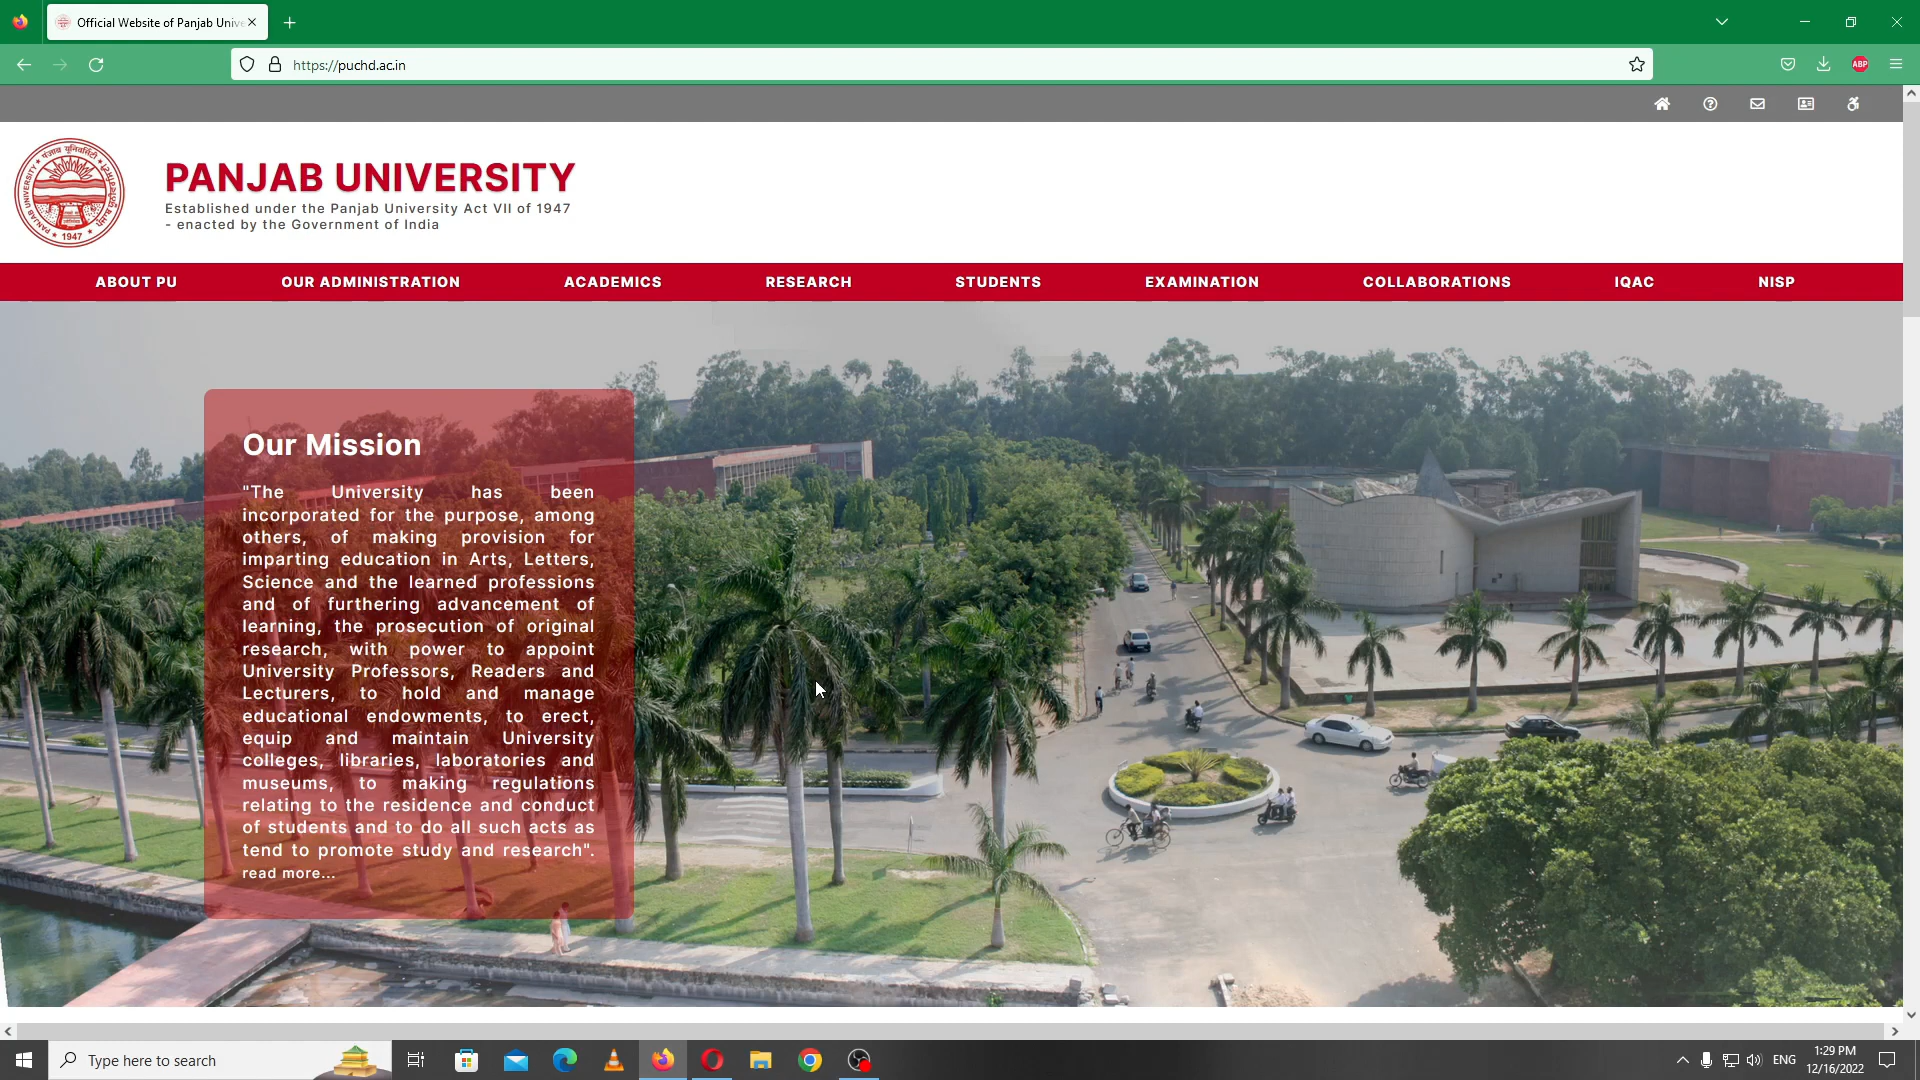 Official Website of Panjab Unive
https://puchd.ac.in
ABP
पंजाब यूनिवर्सिटी
PANJAB UNIVERSITY
1947
PANJAB UNIVERSITY
Established under the Panjab University Act VII of 1947
- enacted by the Government of India
ABOUT PU
OUR ADMINISTRATION
ACADEMICS
RESEARCH
STUDENTS
EXAMINATION
COLLABORATIONS
IQAC
NISP
Our Mission
"The University has been
incorporated for the purpose, among
others, of making provision for
imparting education in Arts, Letters,
Science and the learned professions
and of furthering advancement of
learning, the prosecution of original
research, with power to appoint
University Professors, Readers and
Lecturers, to hold and manage
educational endowments, to erect,
equip and maintain University
colleges, libraries, laboratories and
museums, to making regulations
relating to the residence and conduct
of students and to do all such acts as
tend to promote study and research".
read more...
Type here to search
ENG
1:29 PM
12/16/2022